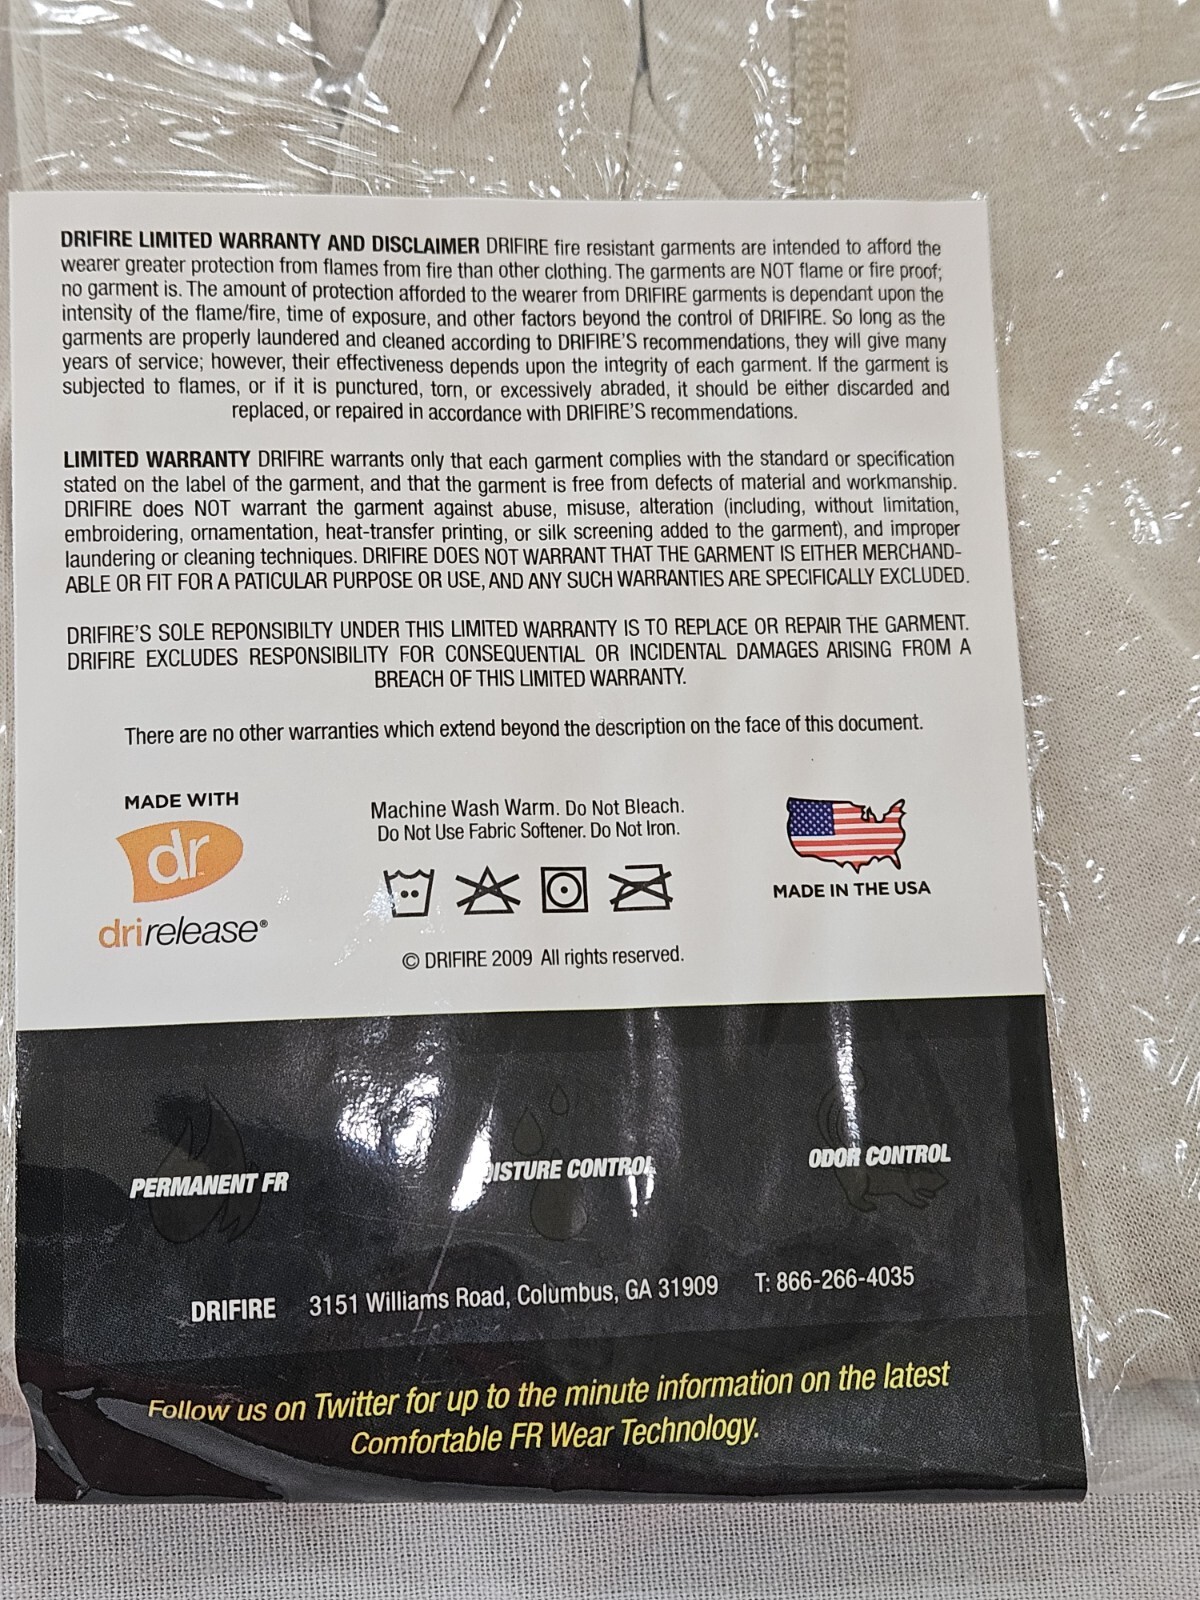 DRIFIRE LIMITED WARRANTY AND DISCLAIMER DRIFIRE fire resistant garments are intended to afford the
wearer greater protection from flames from fire than other clothing. The garments are NOT flame or fire proof;
no garment is. The amount of protection afforded to the wearer from DRIFIRE garments is dependant upon the
intensity of the flame/fire, time of exposure, and other factors beyond the control of DRIFIRE. So long as the
garments are properly laundered and cleaned according to DRIFIRE'S recommendations, they will give many
years of service; however, their effectiveness depends upon the integrity of each garment. If the garment is
subjected to flames, or if it is punctured, torn, or excessively abraded, it should be either discarded and
replaced, or repaired in accordance with DRIFIRE'S recommendations.
LIMITED WARRANTY DRIFIRE warrants only that each garment complies with the standard or specification
stated on the label of the garment, and that the garment is free from defects of material and workmanship.
DRIFIRE does NOT warrant the garment against abuse, misuse, alteration (including, without limitation,
embroidering, ornamentation, heat-transfer printing, or silk screening added to the garment), and improper
laundering or cleaning techniques. DRIFIRE DOES NOT WARRANT THAT THE GARMENT IS EITHER MERCHAND-
ABLE OR FIT FOR A PATICULAR PURPOSE OR USE, AND ANY SUCH WARRANTIES ARE SPECIFICALLY EXCLUDED.
DRIFIRE'S SOLE REPONSIBILTY UNDER THIS LIMITED WARRANTY IS TO REPLACE OR REPAIR THE GARMENT.
DRIFIRE EXCLUDES RESPONSIBILITY FOR CONSEQUENTIAL OR INCIDENTAL DAMAGES ARISING FROM A
BREACH OF THIS LIMITED WARRANTY.
There are no other warranties which extend beyond the description on the face of this document.
MADE WITH
dr
drirelease®
Machine Wash Warm. Do Not Bleach.
Do Not Use Fabric Softener. Do Not Iron.
© DRIFIRE 2009 All rights reserved.
MADE IN THE USA
PERMANENT FR
CONTROL
ODOR CONTROL
DRIFIRE 3151 Williams Road, Columbus, GA 31909 T: 866-266-4035
Follow us on Twitter for up to the minute information on the latest
Comfortable FR Wear Technology.